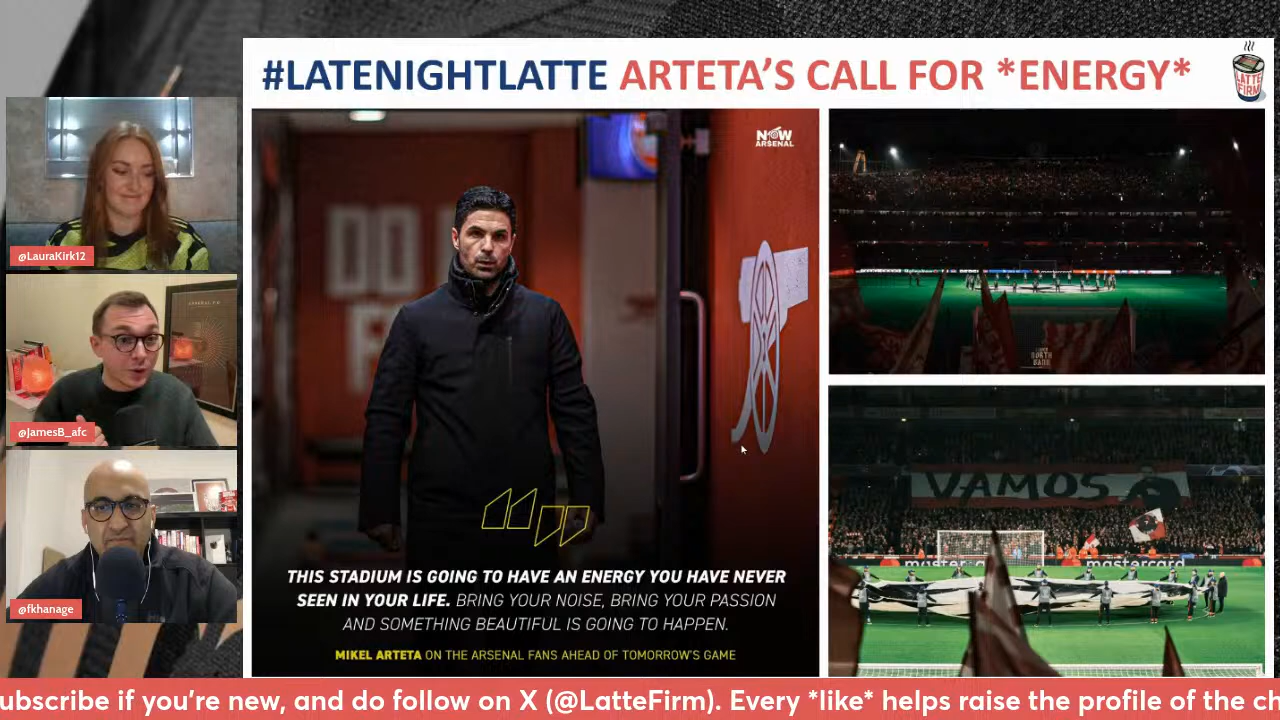 #LATENIGHTLATTE ARTETA'S CALL FOR *ENERGY*
LATTE
FIRM
NOW
ARSENAL
@LauraKirk12
@JamesB_afc
@fkhanage
THIS STADIUM IS GOING TO HAVE AN ENERGY YOU HAVE NEVER
SEEN IN YOUR LIFE. BRING YOUR NOISE, BRING YOUR PASSION
AND SOMETHING BEAUTIFUL IS GOING TO HAPPEN.
MIKEL ARTETA ON THE ARSENAL FANS AHEAD OF TOMORROW'S GAME
VAMOS
mastercard
ubscribe if you're new, and do follow on X (@LatteFirm). Every *like* helps raise the profile of the ch